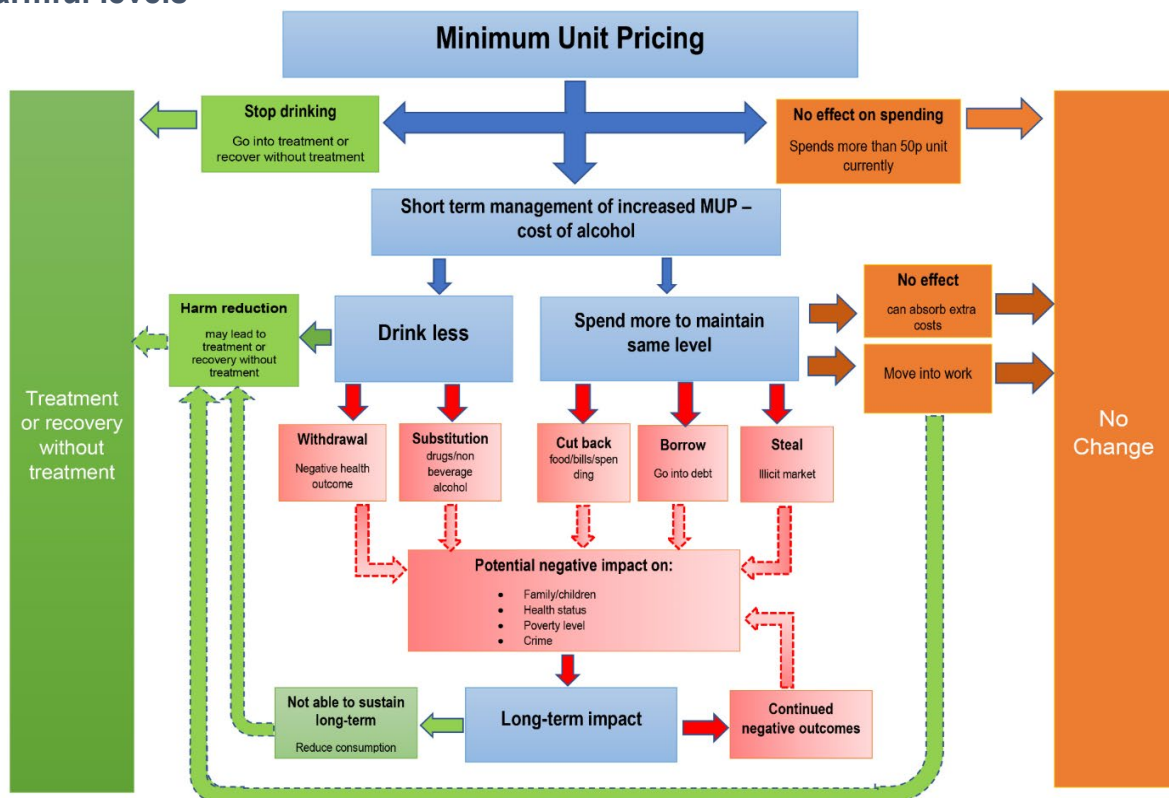 harmful levels
Minimum Unit Pricing
Stop drinking
Go into treatment or
recover without treatment
No effect on spending
Spends more than 50p unit
currently
Short term management of increased MUP –
cost of alcohol
Harm reduction
may lead to
treatment or
recovery without
treatment
Drink less
Spend more to maintain
same level
No effect
can absorb extra
costs
Move into work
Treatment
or recovery
without
treatment
No
Change
Withdrawal
Negative health
outcome
Substitution
drugs/non
beverage
alcohol
Cut back
food/bills/spen
ding
Borrow
Go into debt
Steal
Illicit market
Potential negative impact on:
• Family/children
• Health status
• Poverty level
• Crime
Not able to sustain
long-term
Reduce consumption
Long-term impact
Continued
negative outcomes